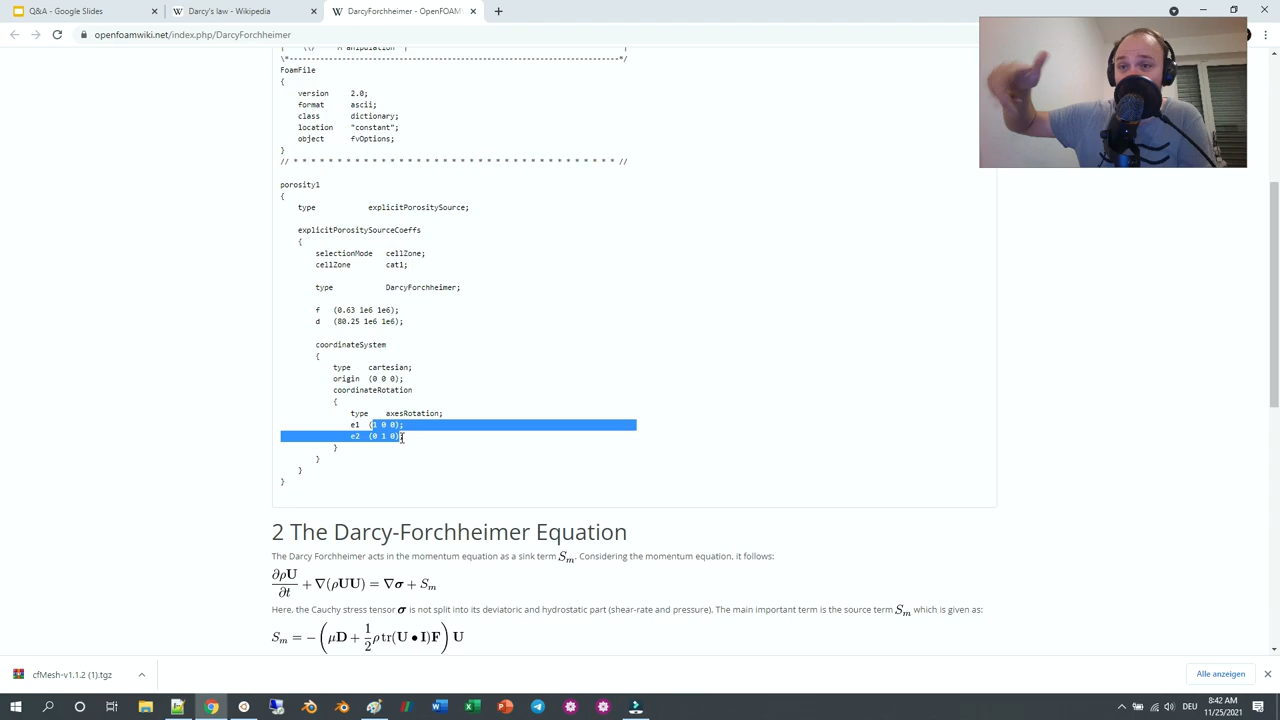 Q&A - Google Slides
Darcy's law - Wikipedia
DarcyForchheimer - OpenFOAM
openfoamwiki.net/index.php/DarcyForchheimer
| \\/ M anipulation | |
\*---------------------------------------------------------------------------*/
FoamFile
{
version 2.0;
format ascii;
class dictionary;
location "constant";
object fvOptions;
}
// * * * * * * * * * * * * * * * * * * * * * * * * * * * * * * * * * * * * * //
porosity1
{
type explicitPorositySource;
explicitPorositySourceCoeffs
{
selectionMode cellZone;
cellZone cat1;
type DarcyForchheimer;
f (0.63 1e6 1e6);
d (80.25 1e6 1e6);
coordinateSystem
{
type cartesian;
origin (0 0 0);
coordinateRotation
{
type axesRotation;
e1 (1 0 0);
e2 (0 1 0);
}
}
}
}
2 The Darcy-Forchheimer Equation
The Darcy Forchheimer acts in the momentum equation as a sink term Sₘ. Considering the momentum equation, it follows:
∂ρU/∂t + ∇(ρUU) = ∇σ + Sₘ
Here, the Cauchy stress tensor σ is not split into its deviatoric and hydrostatic part (shear-rate and pressure). The main important term is the source term Sₘ which is given as:
Sₘ = −(μD + 1/2 ρ tr(U • I)F) U
cfMesh-v1.1.2 (1).tgz
Alle anzeigen
DEU
8:42 AM
11/25/2021